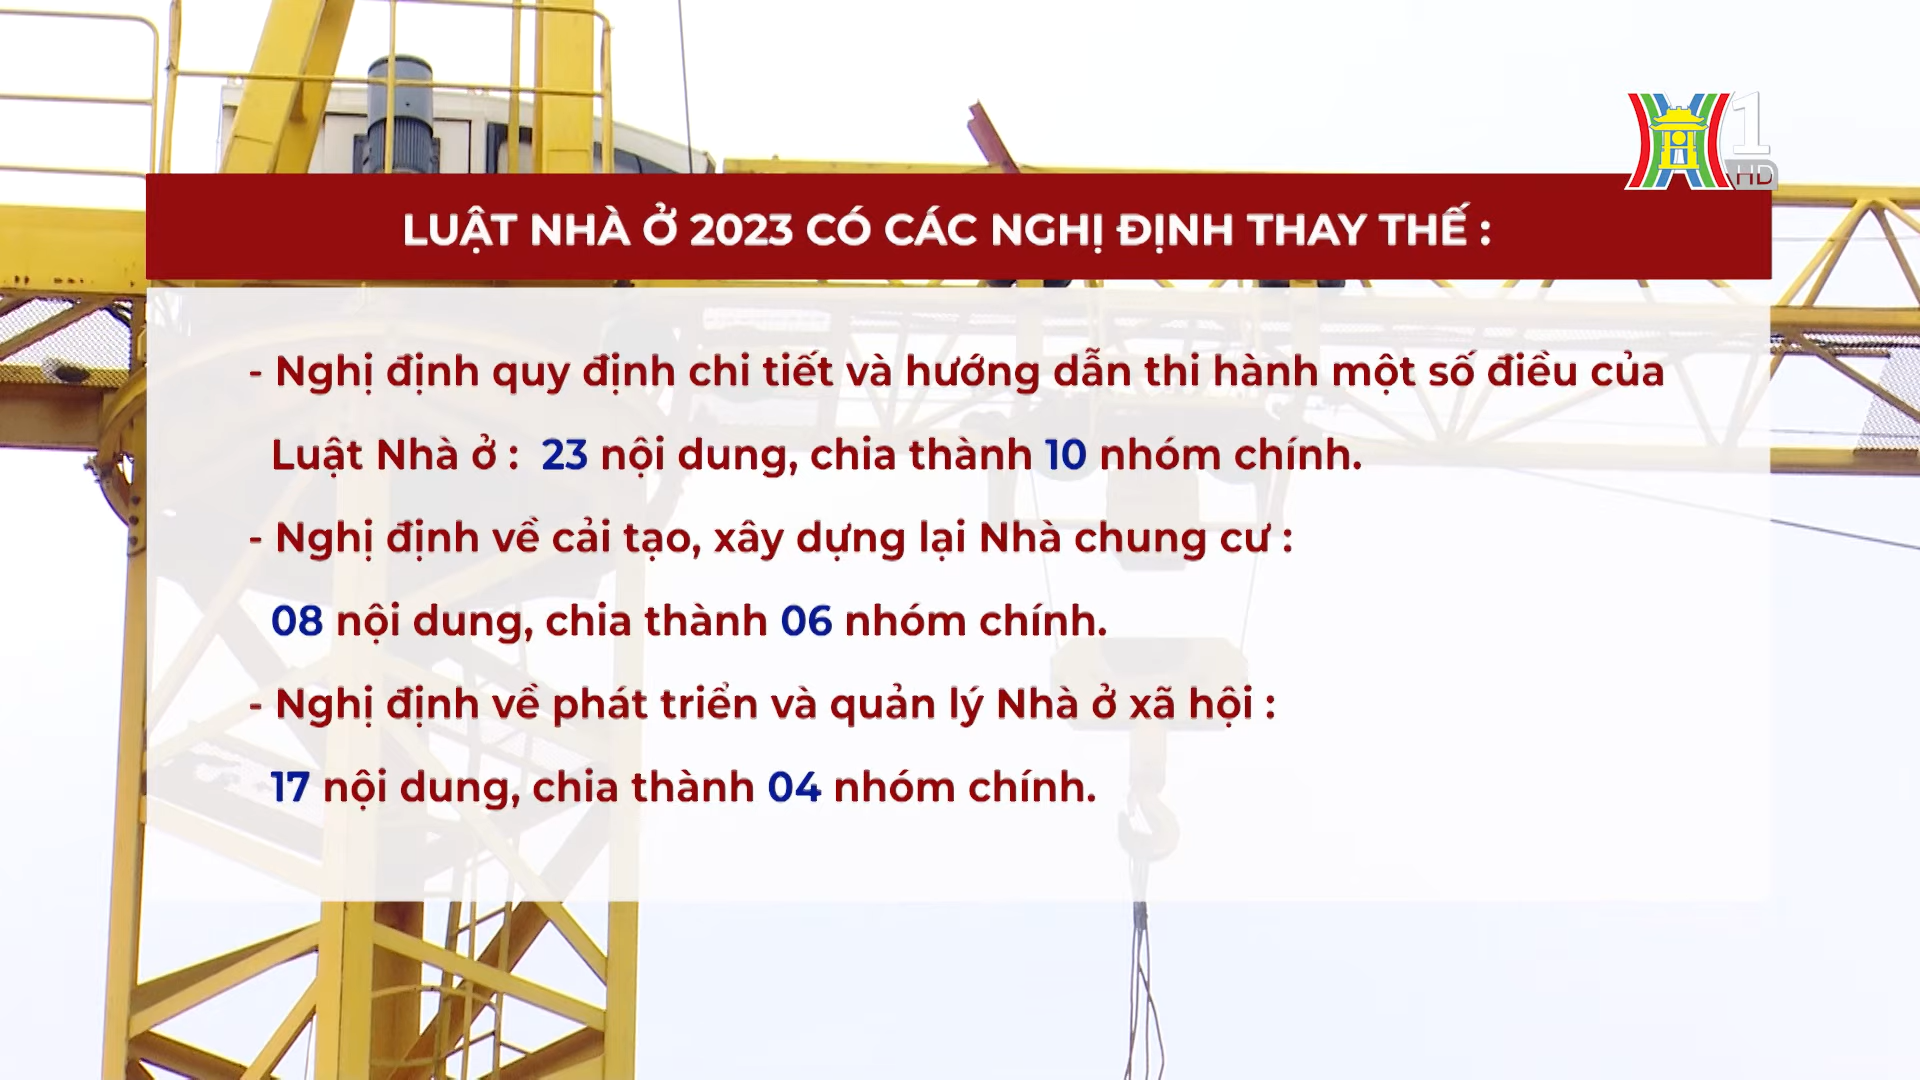 1
HD
LUẬT NHÀ Ở 2023 CÓ CÁC NGHỊ ĐỊNH THAY THẾ :
- Nghị định quy định chi tiết và hướng dẫn thi hành một số điều của
Luật Nhà ở : 23 nội dung, chia thành 10 nhóm chính.
- Nghị định về cải tạo, xây dựng lại Nhà chung cư :
08 nội dung, chia thành 06 nhóm chính.
- Nghị định về phát triển và quản lý Nhà ở xã hội :
17 nội dung, chia thành 04 nhóm chính.